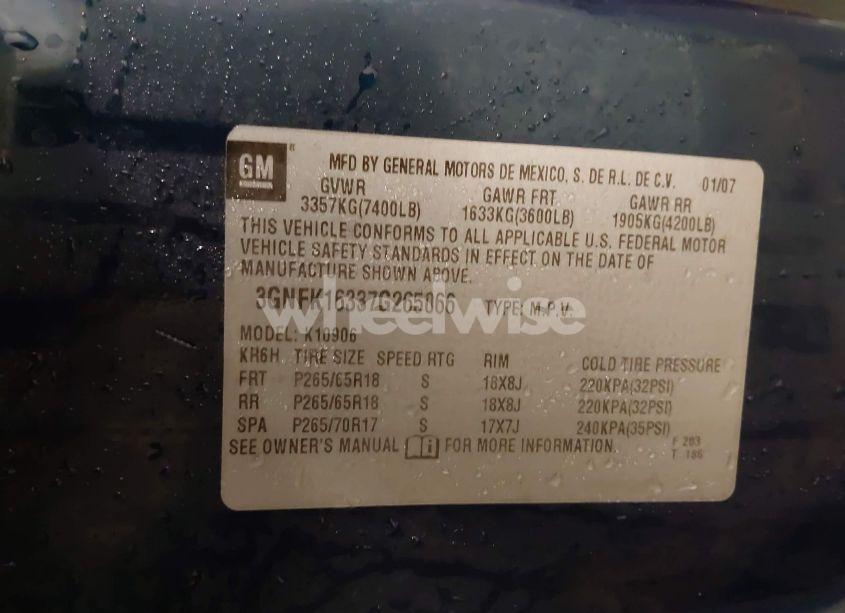 GM ®
MFD BY GENERAL MOTORS DE MEXICO, S. DE R.L. DE C.V. 01/07
GVWR GAWR FRT. GAWR RR
3357KG(7400LB) 1633KG(3600LB) 1905KG(4200LB)
THIS VEHICLE CONFORMS TO ALL APPLICABLE U.S. FEDERAL MOTOR
VEHICLE SAFETY STANDARDS IN EFFECT ON THE DATE OF
MANUFACTURE SHOWN ABOVE.
3GNFK16337G265066 TYPE: M.P.V.
wheelwise
MODEL: K10906
KR6H. TIRE SIZE SPEED RTG RIM COLD TIRE PRESSURE
FRT P265/65R18 S 18X8J 220KPA(32PSI)
RR P265/65R18 S 18X8J 220KPA(32PSI)
SPA P265/70R17 S 17X7J 240KPA(35PSI)
SEE OWNER'S MANUAL FOR MORE INFORMATION.
F 203
T 186